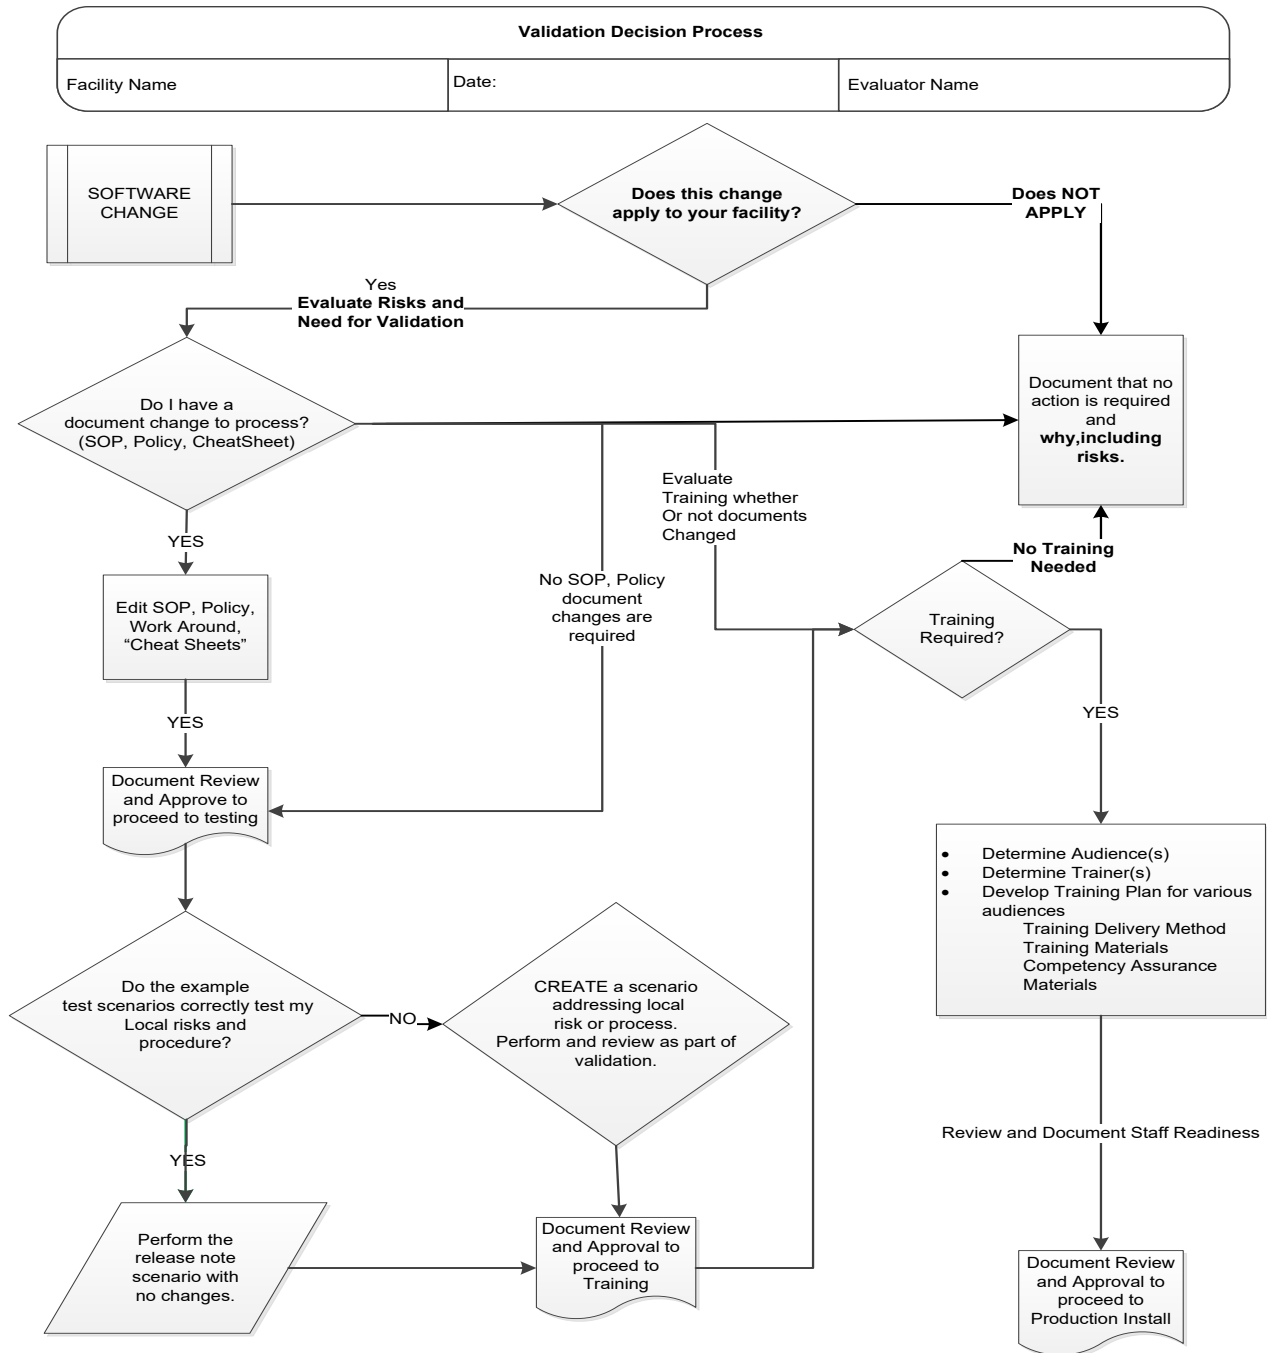 Validation Decision Process
Facility Name
Date:
Evaluator Name
SOFTWARE
CHANGE
Does this change
apply to your facility?
Does NOT
APPLY
Yes
Evaluate Risks and
Need for Validation
Do I have a
document change to process?
(SOP, Policy, CheatSheet)
Document that no
action is required
and
why,including
risks.
Evaluate
Training whether
Or not documents
Changed
YES
No Training
Needed
No SOP, Policy
document
changes are
required
Edit SOP, Policy,
Work Around,
“Cheat Sheets”
Training
Required?
YES
YES
Document Review
and Approve to
proceed to testing
• Determine Audience(s)
• Determine Trainer(s)
• Develop Training Plan for various
audiences
Training Delivery Method
Training Materials
Competency Assurance
Materials
Do the example
test scenarios correctly test my
Local risks and
procedure?
NO
CREATE a scenario
addressing local
risk or process.
Perform and review as part of
validation.
Review and Document Staff Readiness
YES
Perform the
release note
scenario with
no changes.
Document Review
and Approval to
proceed to
Training
Document Review
and Approval to
proceed to
Production Install